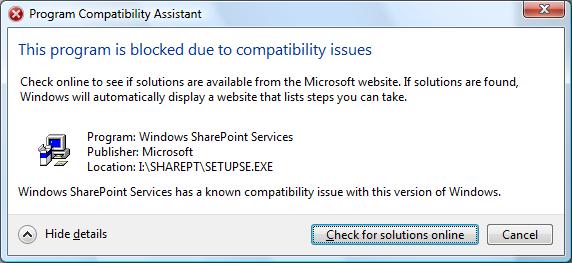 Program Compatibility Assistant
This program is blocked due to compatibility issues
Check online to see if solutions are available from the Microsoft website. If solutions are found,
Windows will automatically display a website that lists steps you can take.
Program: Windows SharePoint Services
Publisher: Microsoft
Location: I:\SHAREPT\SETUPSE.EXE
Windows SharePoint Services has a known compatibility issue with this version of Windows.
Hide details
Check for solutions online
Cancel